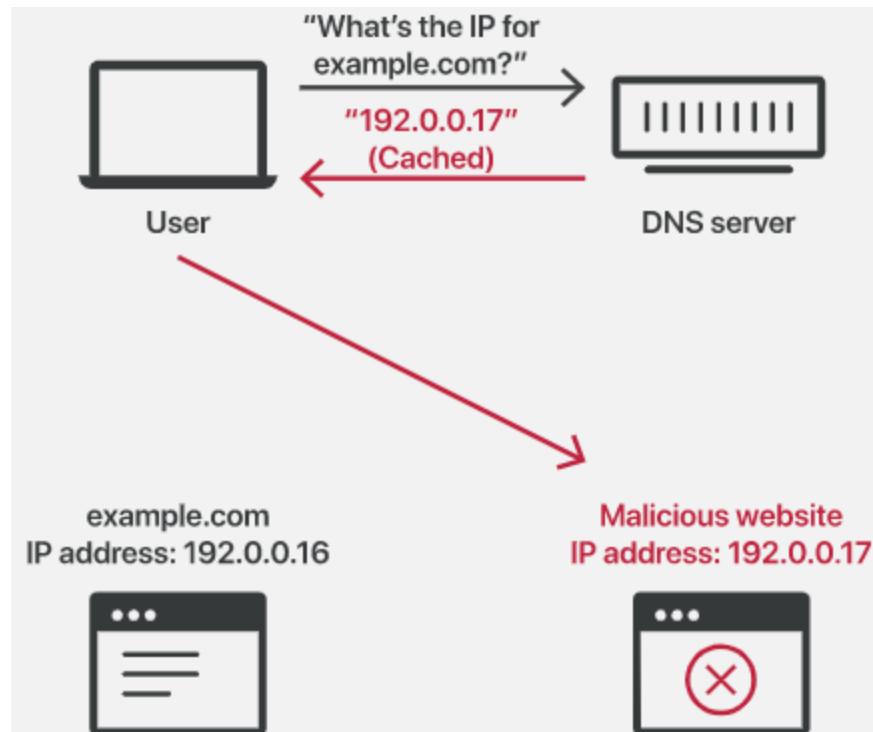 “What’s the IP for
example.com?”
“192.0.0.17”
(Cached)
User
DNS server
example.com
IP address: 192.0.0.16
Malicious website
IP address: 192.0.0.17